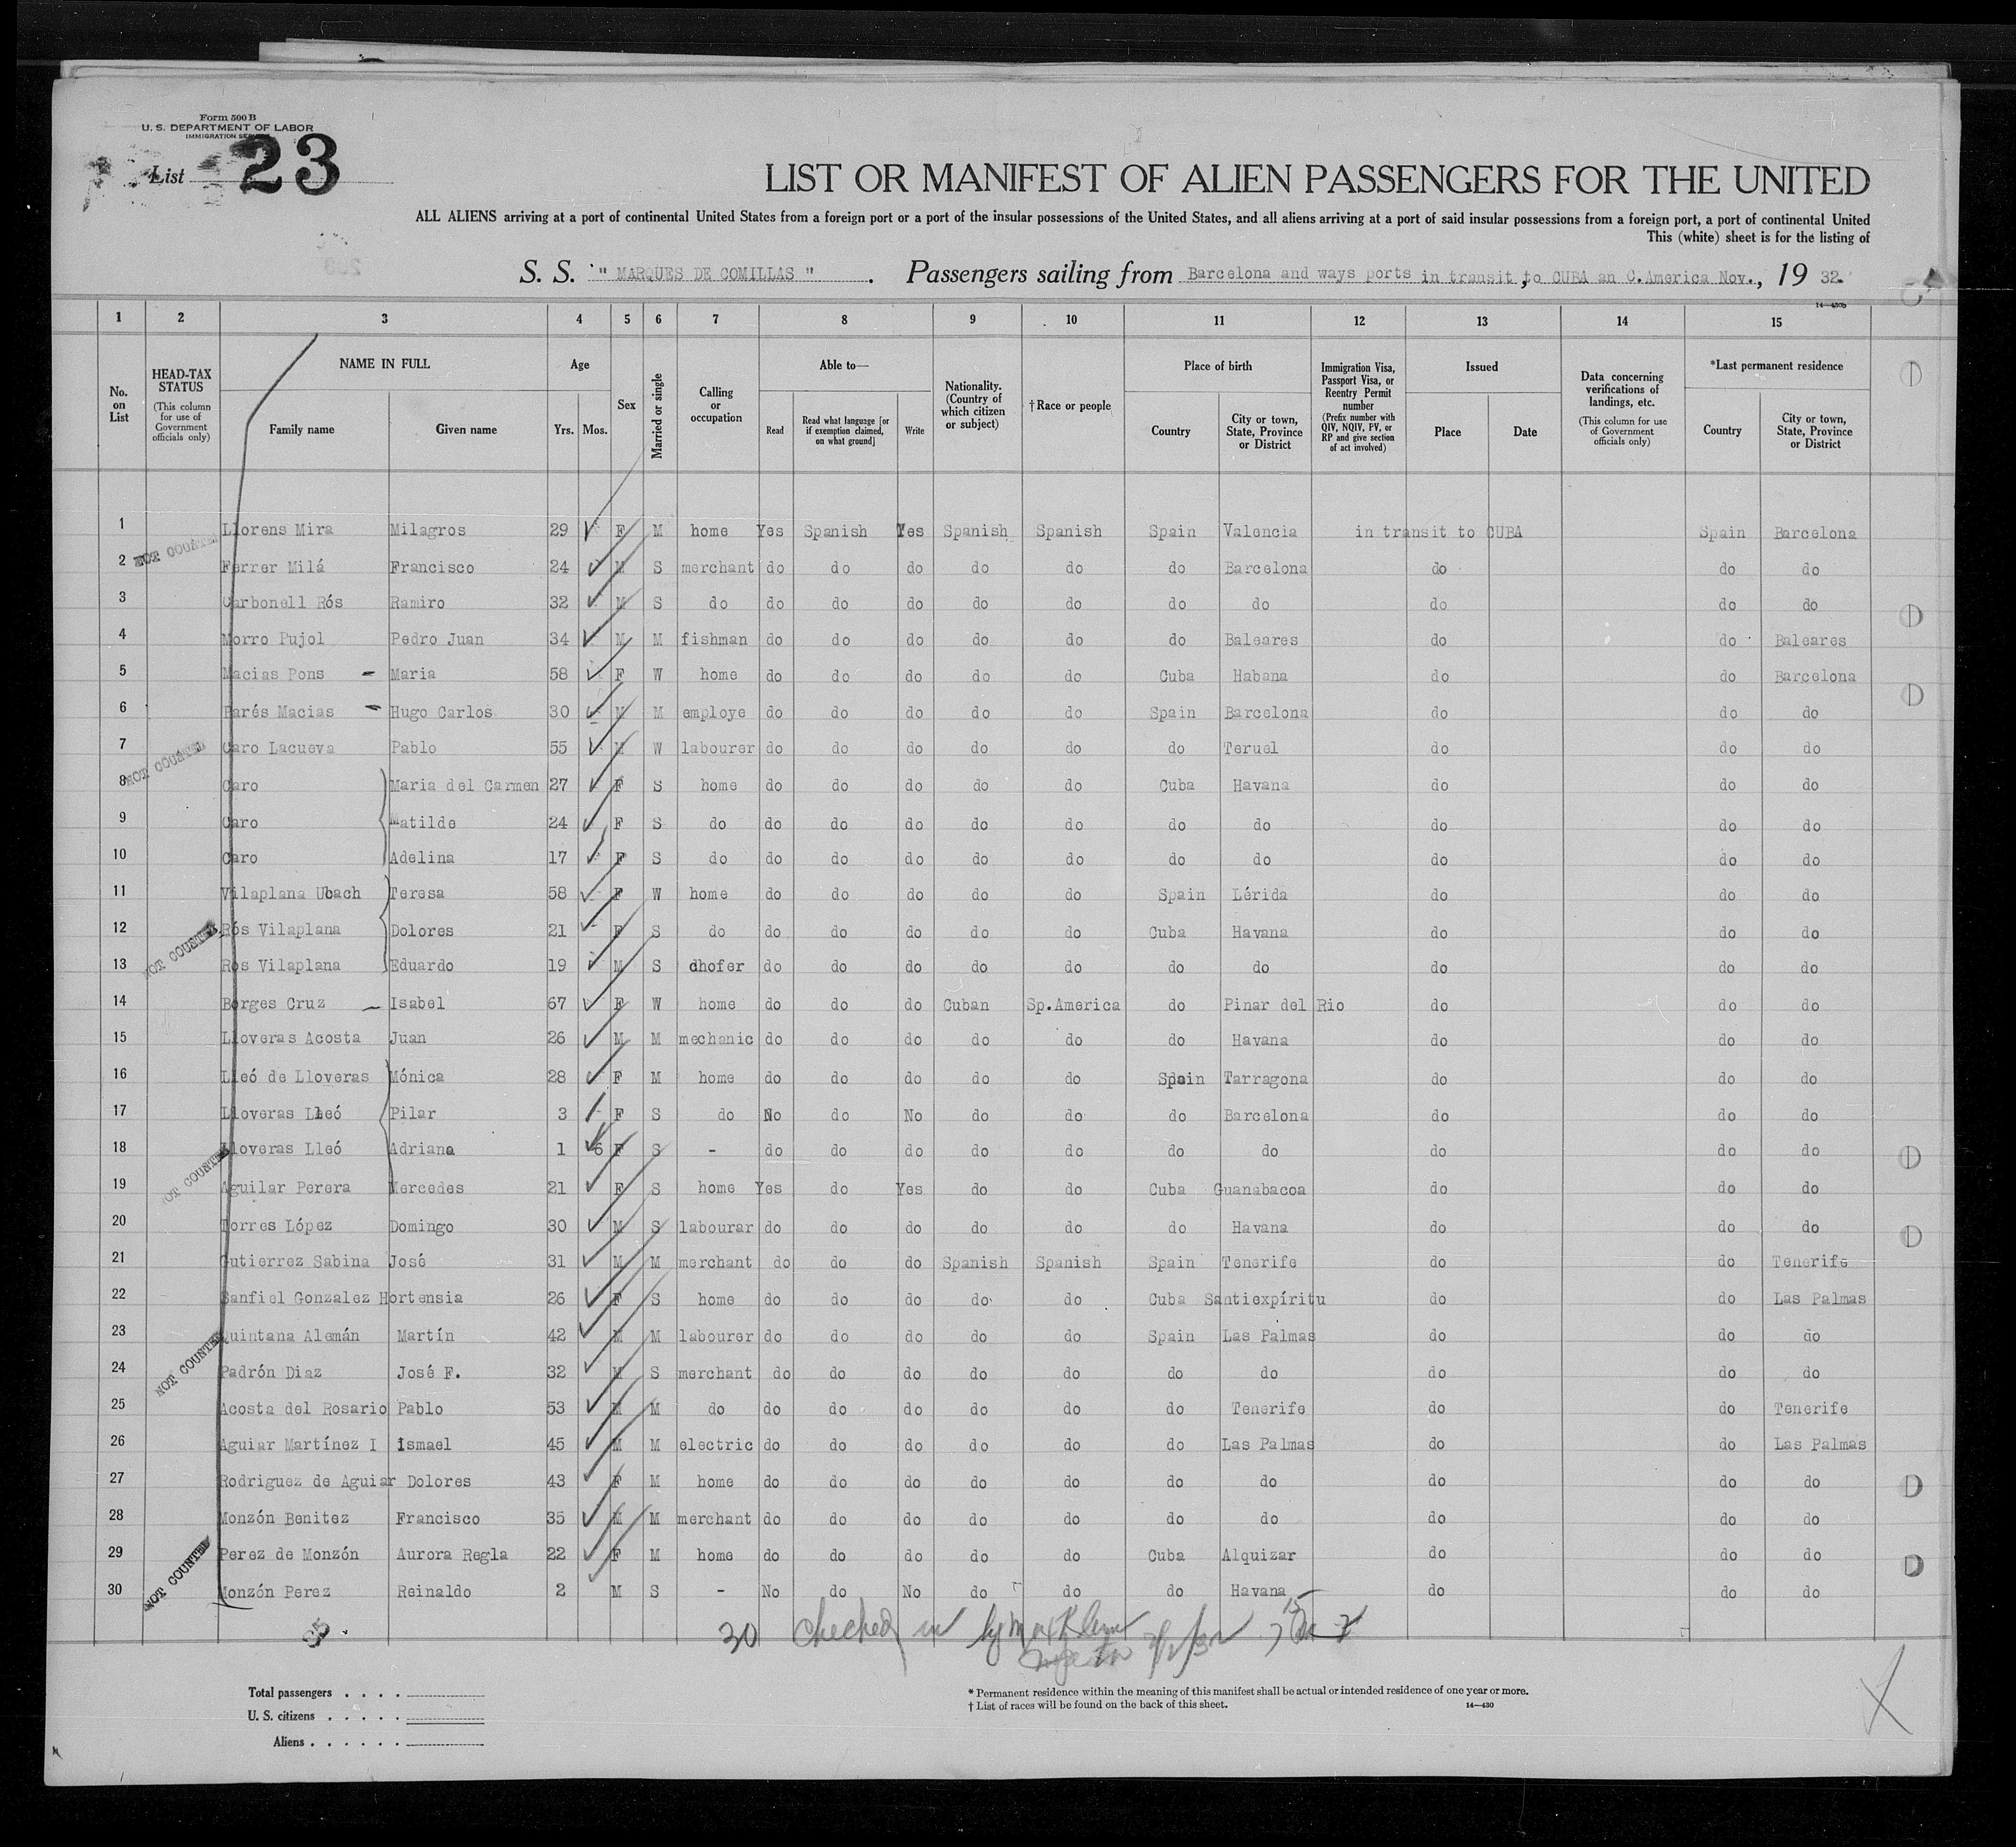 Form 500 B
U. S. DEPARTMENT OF LABOR
IMMIGRATION
List 23
LIST OR MANIFEST OF ALIEN PASSENGERS FOR THE UNITED
ALL ALIENS arriving at a port of continental United States from a foreign port or a port of the insular possessions of the United States, and all aliens arriving at a port of said insular possessions from a foreign port, a port of continental United
This (white) sheet is for the listing of
S. S. " MARQUES DE COMILLAS ". Passengers sailing from Barcelona and ways ports in transit to CUBA an C.America Nov., 19 32.
14—430b
1 2 3 4 5 6 7 8 9 10 11 12 13 14 15
No. on List
HEAD-TAX STATUS (This column for use of Government officials only)
NAME IN FULL Family name Given name
Age Yrs. Mos.
Sex
Married or single
Calling or occupation
Able to— Read Read what language [or if exemption claimed, on what ground] Write
Nationality. (Country of which citizen or subject)
†Race or people
Place of birth Country City or town, State, Province or District
Immigration Visa, Passport Visa, or Reentry Permit number (Prefix number with QIV, NQIV, PV, or RP and give section of act involved)
Issued Place Date
Data concerning verifications of landings, etc. (This column for use of Government officials only)
*Last permanent residence Country City or town, State, Province or District
1 Llorens Mira Milagros 29 F M home Yes Spanish Yes Spanish Spanish Spain Valencia in transit to CUBA Spain Barcelona
NOT COUNTED
2 Ferrer Milá Francisco 24 M S merchant do do do do do do Barcelona do do do
3 Carbonell Rós Ramiro 32 M S do do do do do do do do do do do
4 Morro Pujol Pedro Juan 34 M M fishman do do do do do do Baleares do do Baleares
5 Macias Pons - Maria 58 F W home do do do do do Cuba Habana do do Barcelona
6 Parés Macias - Hugo Carlos 30 M M employe do do do do do Spain Barcelona do do do
7 Caro Lacueva Pablo 55 M W labourer do do do do do do Teruel do do do
NOT COUNTED
8 Caro Maria del Carmen 27 F S home do do do do do Cuba Havana do do do
9 Caro Matilde 24 F S do do do do do do do do do do do
10 Caro Adelina 17 F S do do do do do do do do do do do
11 Vilaplana Ubach Teresa 58 F W home do do do do do Spain Lérida do do do
12 Rós Vilaplana Dolores 21 F S do do do do do do Cuba Havana do do do
NOT COUNTED
13 Ros Vilaplana Eduardo 19 M S chofer do do do do do do do do do do
14 Borges Cruz - Isabel 67 F W home do do do Cuban Sp.America do Pinar del Rio do do do
15 Lloveras Acosta Juan 26 M M mechanic do do do do do do Havana do do do
16 Lleó de Lloveras Mónica 28 F M home do do do do do Spain Tarragona do do do
17 Lloveras Lleó Pilar 3 F S do No do No do do do Barcelona do do do
18 Lloveras Lleó Adriana 1 6 F S - do do do do do do do do do do
NOT COUNTED
19 Aguilar Perera Mercedes 21 F S home Yes do Yes do do Cuba Guanabacoa do do do
20 Torres López Domingo 30 M S labourar do do do do do do Havana do do do
21 Gutierrez Sabina José 31 M M merchant do do do Spanish Spanish Spain Tenerife do do Tenerife
22 Sanfiel Gonzalez Hortensia 26 F S home do do do do do Cuba Santiexpíritu do do Las Palmas
23 Quintana Alemán Martín 42 M M labourer do do do do do Spain Las Palmas do do do
NOT COUNTED
24 Padrón Diaz José F. 32 M S merchant do do do do do do do do do do
25 Acosta del Rosario Pablo 53 M M do do do do do do do Tenerife do do Tenerife
26 Aguiar Martínez I Ismael 45 M M electric do do do do do do Las Palmas do do Las Palmas
27 Rodriguez de Aguiar Dolores 43 F M home do do do do do do do do do do
28 Monzón Benitez Francisco 35 M M merchant do do do do do do do do do do
29 Perez de Monzón Aurora Regla 22 F M home do do do do do Cuba Alquizar do do do
NOT COUNTED
30 Monzón Perez Reinaldo 2 M S - No do No do do do Havana do do do
30 checked in by
Total passengers . . . .
U. S. citizens . . . . .
Aliens . . . . . .
* Permanent residence within the meaning of this manifest shall be actual or intended residence of one year or more.
† List of races will be found on the back of this sheet.
14—430